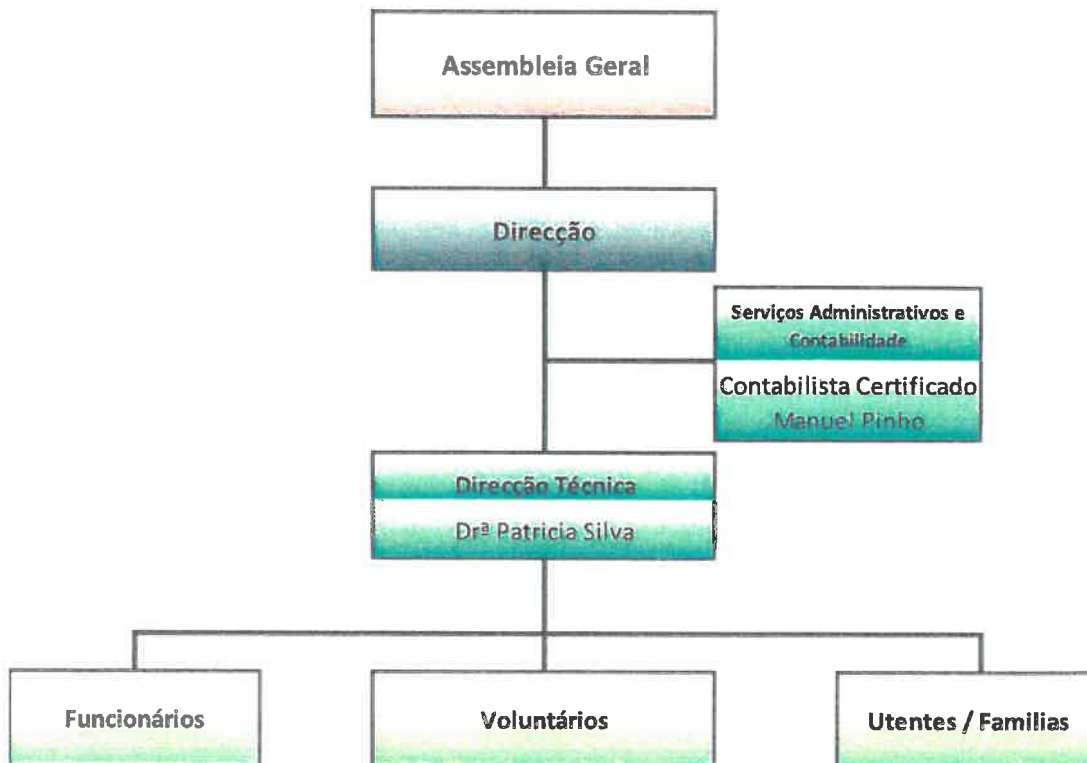 Assembleia Geral
Direcção
Serviços Administrativos e
Contabilidade
Contabilista Certificado
Manuel Pinho
Direcção Técnica
Drª Patricia Silva
Funcionários
Voluntários
Utentes / Familias